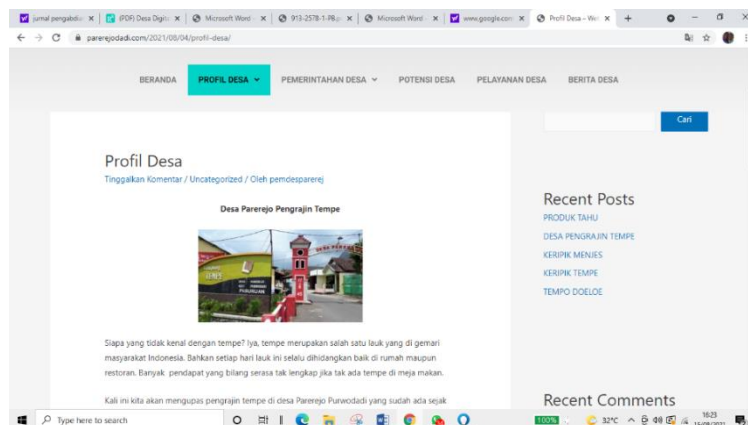 jurnal pengabdia
(PDF) Desa Digita
Microsoft Word -
913-2578-1-PB.p
Microsoft Word -
www.google.com
Profil Desa – Web
parerejodadi.com/2021/08/04/profil-desa/
BERANDA PROFIL DESA PEMERINTAHAN DESA POTENSI DESA PELAYANAN DESA BERITA DESA
Cari
Profil Desa
Tinggalkan Komentar / Uncategorized / Oleh pemdesparerej
Desa Parerejo Pengrajin Tempe
Siapa yang tidak kenal dengan tempe? Iya, tempe merupakan salah satu lauk yang di gemari
masyarakat Indonesia. Bahkan setiap hari lauk ini selalu dihidangkan baik di rumah maupun
restoran. Banyak pendapat yang bilang serasa tak lengkap jika tak ada tempe di meja makan.
Kali ini kita akan mengupas pengrajin tempe di desa Parerejo Purwodadi yang sudah ada sejak
Recent Posts
PRODUK TAHU
DESA PENGRAJIN TEMPE
KERIPIK MENJES
KERIPIK TEMPE
TEMPO DOELOE
Recent Comments
Type here to search
100%
32°C
16:23
15/09/2021